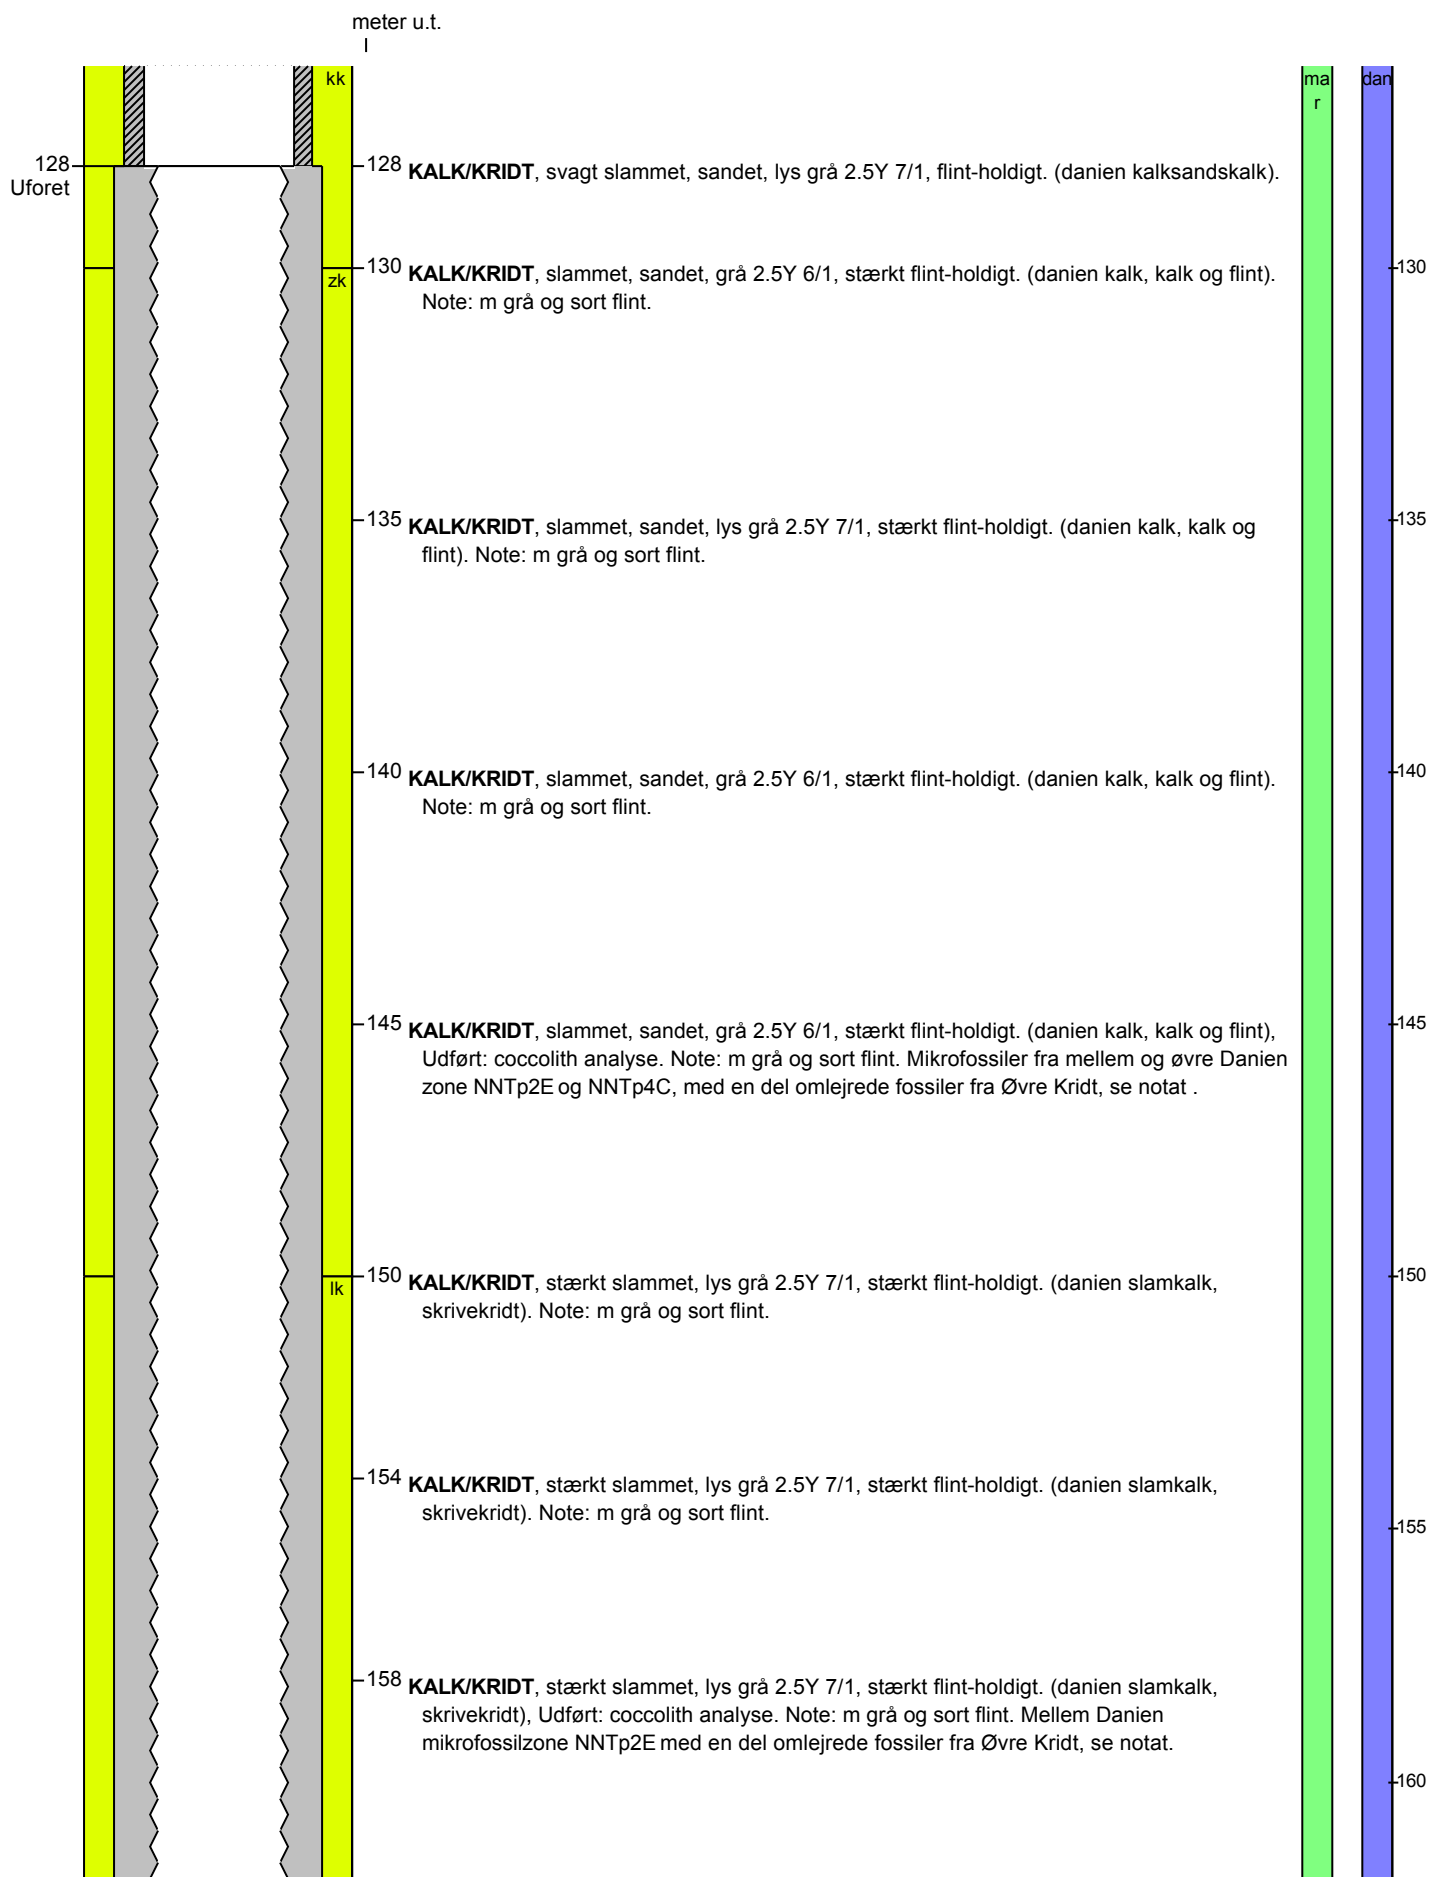 meter u.t.
kk
ma
r
dan
128
Uforet
128 KALK/KRIDT, svagt slammet, sandet, lys grå 2.5Y 7/1, flint-holdigt. (danien kalksandskalk).
zk
130 KALK/KRIDT, slammet, sandet, grå 2.5Y 6/1, stærkt flint-holdigt. (danien kalk, kalk og flint).
Note: m grå og sort flint.
130
135 KALK/KRIDT, slammet, sandet, lys grå 2.5Y 7/1, stærkt flint-holdigt. (danien kalk, kalk og
flint). Note: m grå og sort flint.
135
140 KALK/KRIDT, slammet, sandet, grå 2.5Y 6/1, stærkt flint-holdigt. (danien kalk, kalk og flint).
Note: m grå og sort flint.
140
145 KALK/KRIDT, slammet, sandet, grå 2.5Y 6/1, stærkt flint-holdigt. (danien kalk, kalk og flint),
Udført: coccolith analyse. Note: m grå og sort flint. Mikrofossiler fra mellem og øvre Danien
zone NNTp2E og NNTp4C, med en del omlejrede fossiler fra Øvre Kridt, se notat .
145
lk
150 KALK/KRIDT, stærkt slammet, lys grå 2.5Y 7/1, stærkt flint-holdigt. (danien slamkalk,
skrivekridt). Note: m grå og sort flint.
150
154 KALK/KRIDT, stærkt slammet, lys grå 2.5Y 7/1, stærkt flint-holdigt. (danien slamkalk,
skrivekridt). Note: m grå og sort flint.
155
158 KALK/KRIDT, stærkt slammet, lys grå 2.5Y 7/1, stærkt flint-holdigt. (danien slamkalk,
skrivekridt), Udført: coccolith analyse. Note: m grå og sort flint. Mellem Danien
mikrofossilzone NNTp2E med en del omlejrede fossiler fra Øvre Kridt, se notat.
160